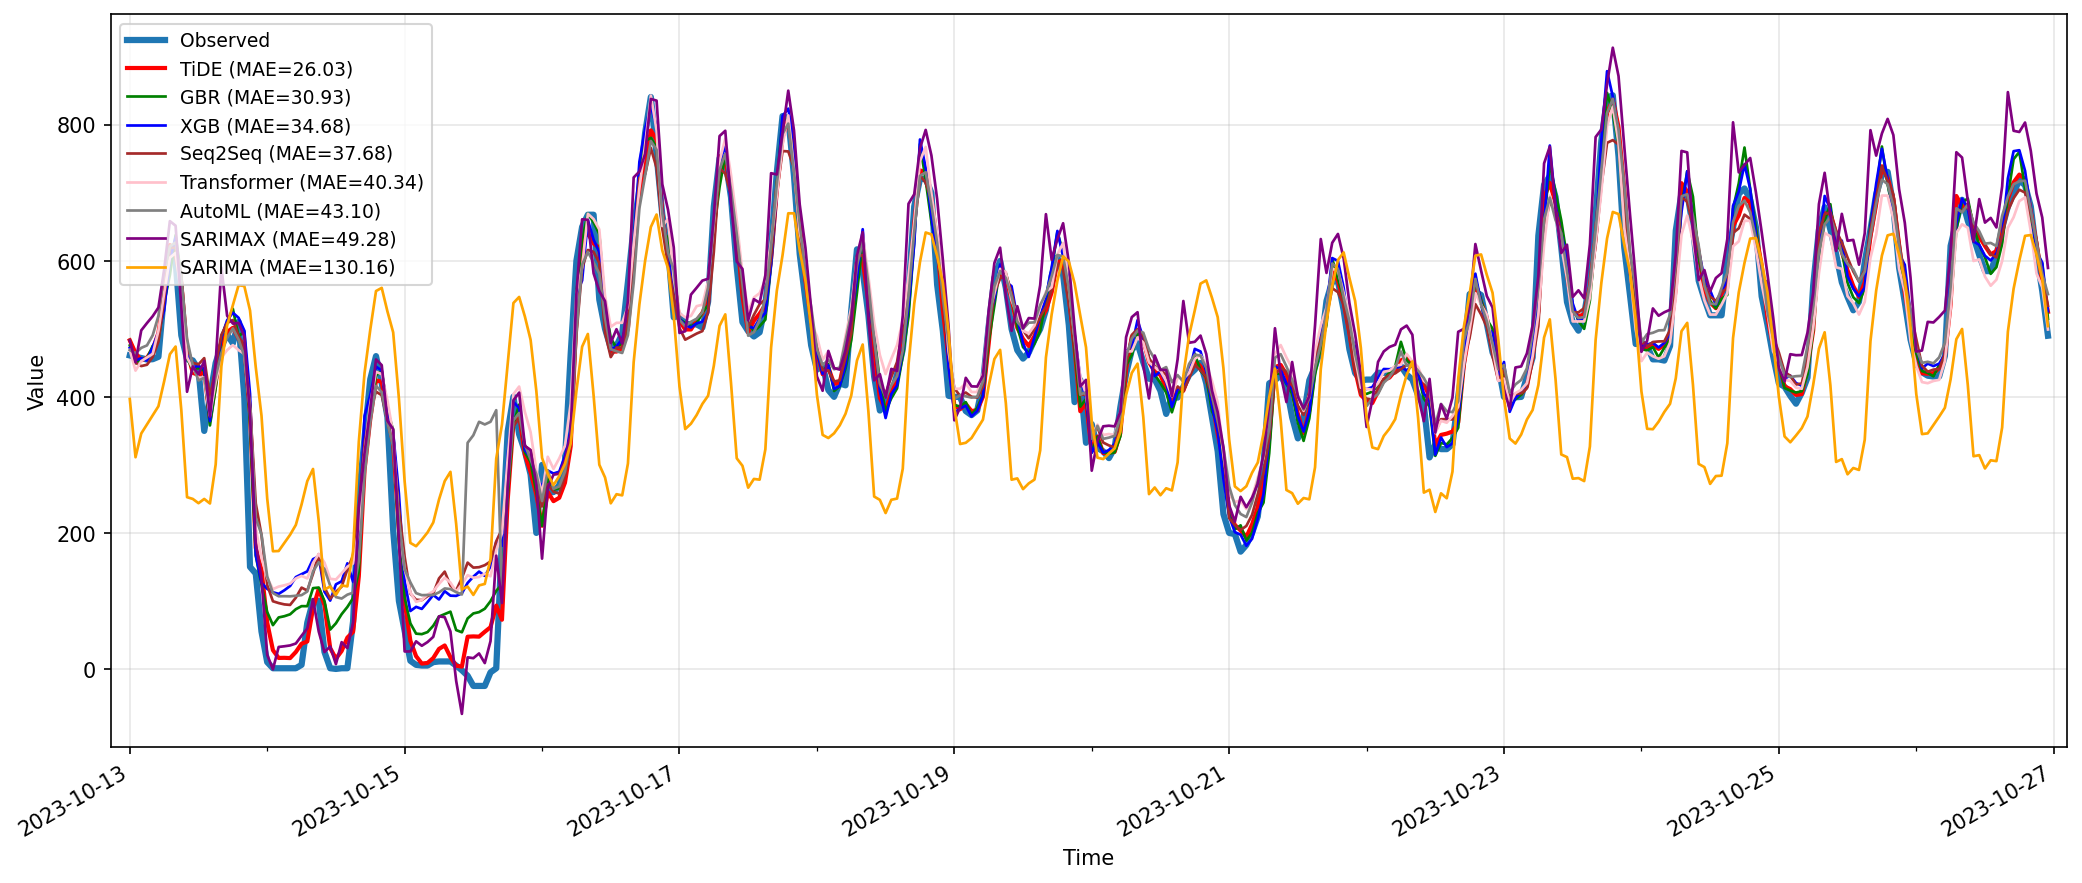 Observed
TiDE (MAE=26.03)
GBR (MAE=30.93)
XGB (MAE=34.68)
Seq2Seq (MAE=37.68)
Transformer (MAE=40.34)
AutoML (MAE=43.10)
SARIMAX (MAE=49.28)
SARIMA (MAE=130.16)
800
600
400
200
0
Value
2023-10-13
2023-10-15
2023-10-17
2023-10-19
2023-10-21
2023-10-23
2023-10-25
2023-10-27
Time